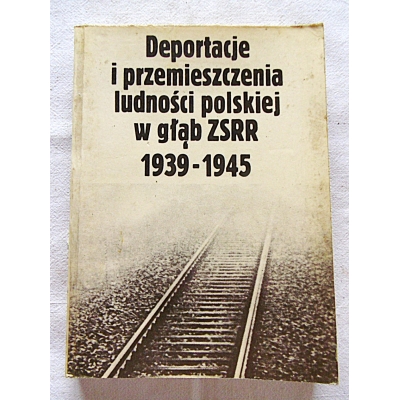 Deportacje
i przemieszczenia
ludności polskiej
w głąb ZSRR
1939-1945